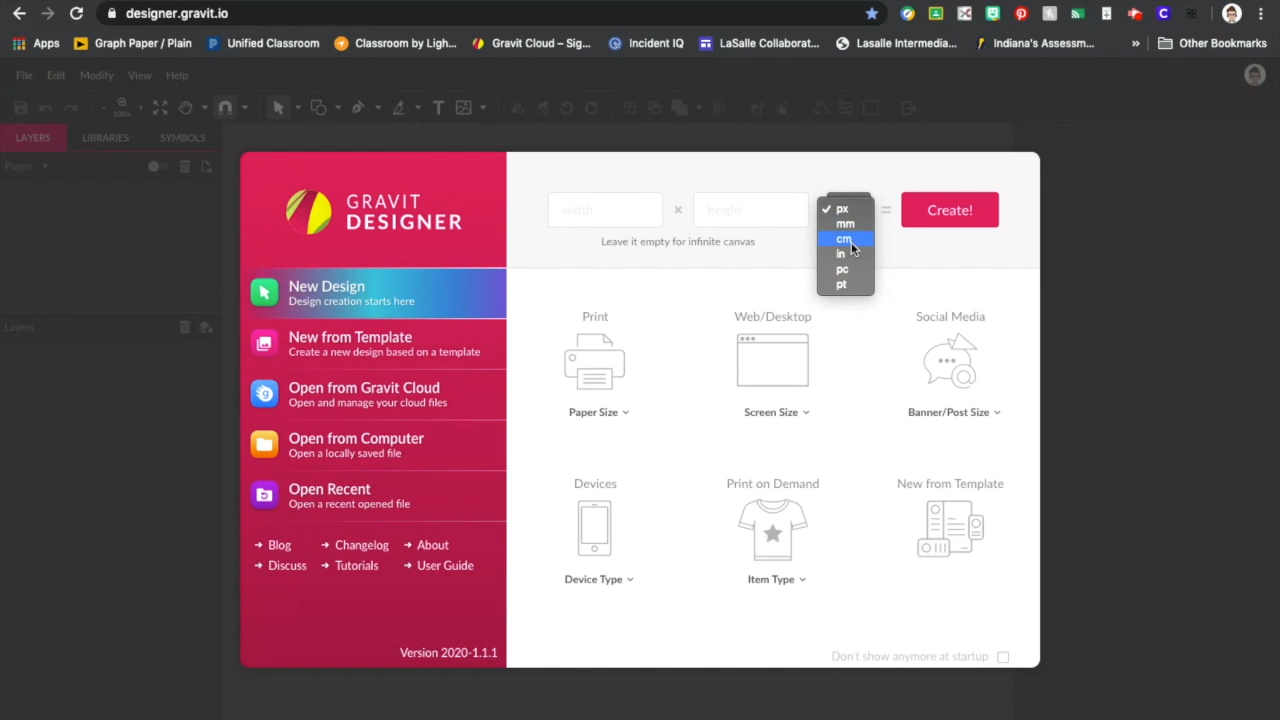 designer.gravit.io
Apps
Graph Paper / Plain
Unified Classroom
Classroom by Ligh...
Gravit Cloud – Sig...
Incident IQ
LaSalle Collaborat...
Lasalle Intermedia...
Indiana's Assessm...
»
Other Bookmarks
File Edit Modify View Help
100%
LAYERS LIBRARIES SYMBOLS
Pages
Layers
GRAVIT
DESIGNER
width × height = Create!
Leave it empty for infinite canvas
✓ px
mm
cm
in
pc
pt
New Design
Design creation starts here
New from Template
Create a new design based on a template
Open from Gravit Cloud
Open and manage your cloud files
Open from Computer
Open a locally saved file
Open Recent
Open a recent opened file
→ Blog → Changelog → About
→ Discuss → Tutorials → User Guide
Version 2020-1.1.1
Print Web/Desktop Social Media
Paper Size Screen Size Banner/Post Size
Devices Print on Demand New from Template
Device Type Item Type
Don't show anymore at startup